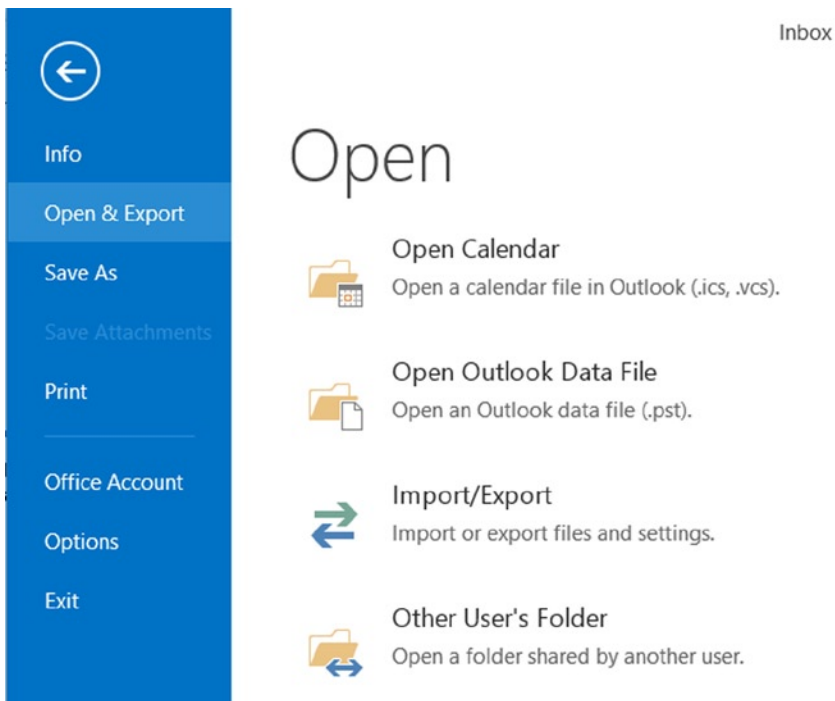 Inbox
Info
Open & Export
Save As
Save Attachments
Print
Office Account
Options
Exit
Open
Open Calendar
Open a calendar file in Outlook (.ics, .vcs).
Open Outlook Data File
Open an Outlook data file (.pst).
Import/Export
Import or export files and settings.
Other User's Folder
Open a folder shared by another user.